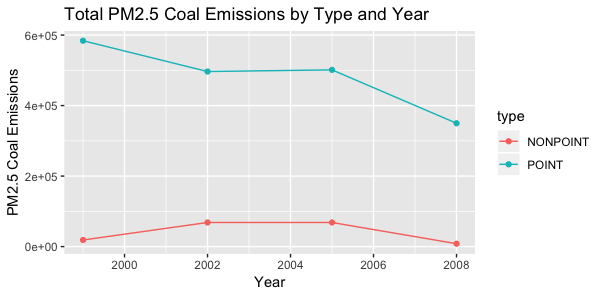 Total PM2.5 Coal Emissions by Type and Year
6e+05
4e+05
2e+05
0e+00
PM2.5 Coal Emissions
2000 2002 2004 2006 2008
Year
type
NONPOINT
POINT